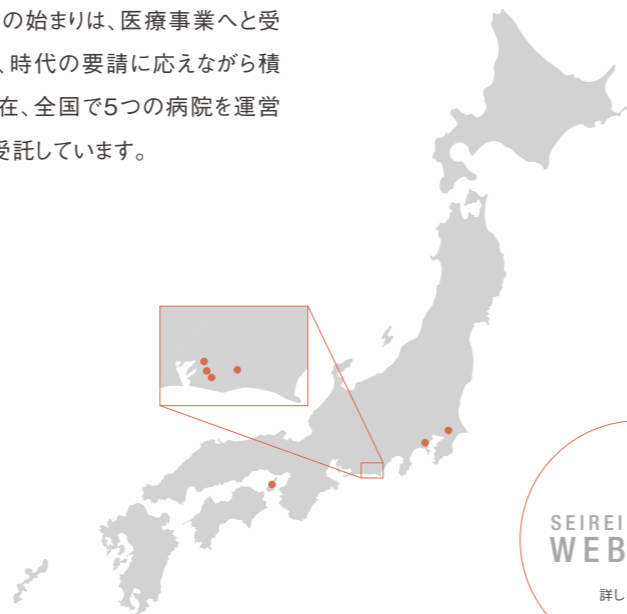 の始まりは、医療事業へと受
、時代の要請に応えながら積
在、全国で5つの病院を運営
受託しています。
SEIREI
WEB
詳し